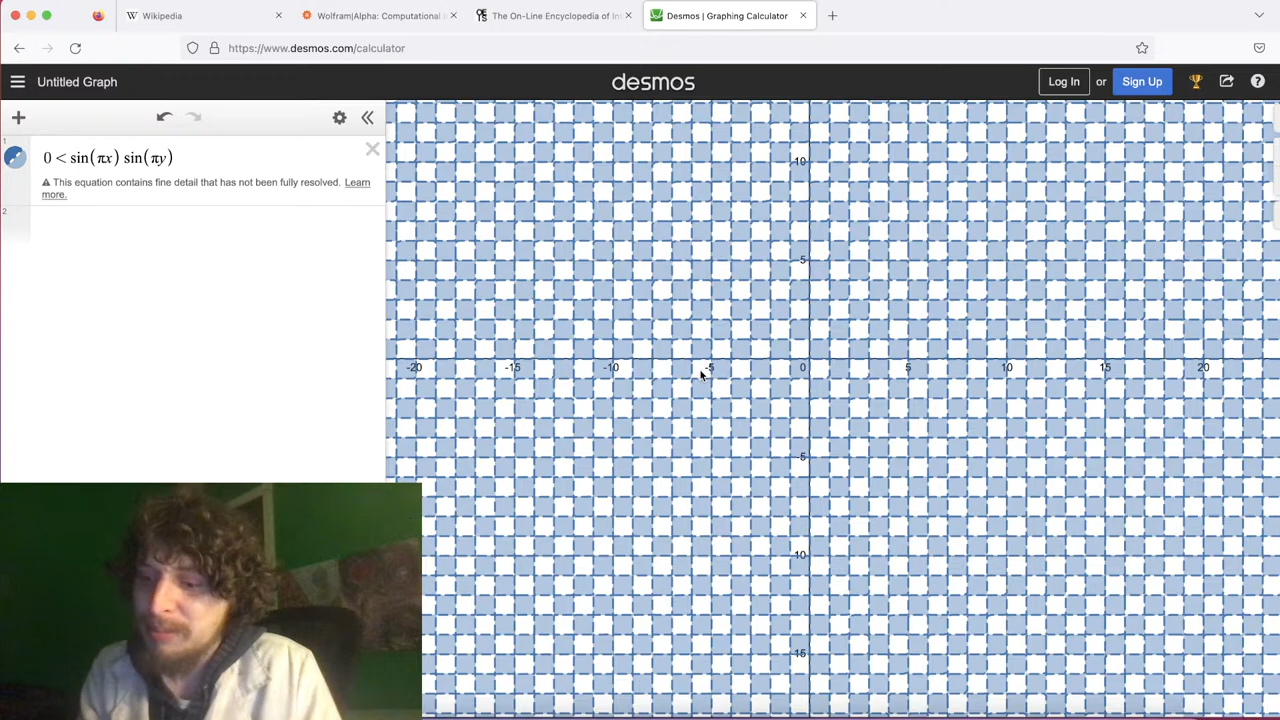 Wikipedia
Wolfram|Alpha: Computational I
The On-Line Encyclopedia of Int
Desmos | Graphing Calculator
https://www.desmos.com/calculator
Untitled Graph
desmos
Log In
or
Sign Up
1
0 < sin(πx) sin(πy)
This equation contains fine detail that has not been fully resolved. Learn
more.
2
10
5
-20
-15
-10
-5
0
5
10
15
20
-5
10
15